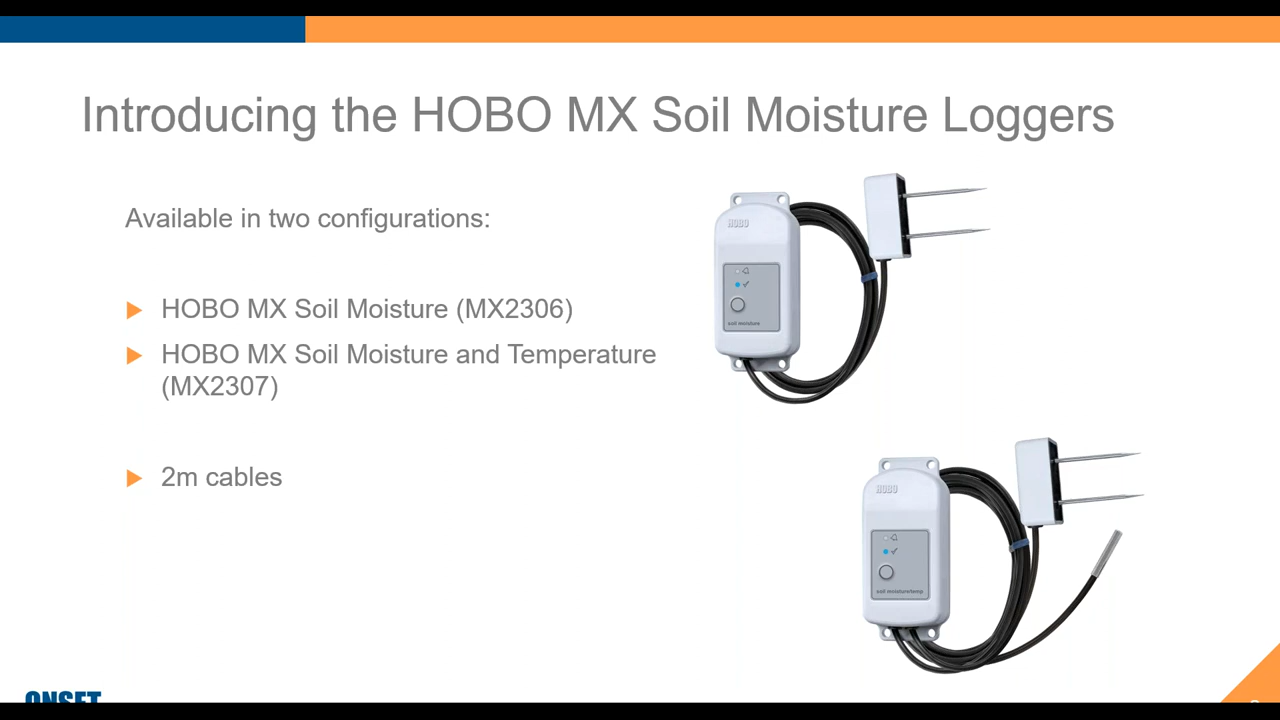 Introducing the HOBO MX Soil Moisture Loggers
Available in two configurations:
HOBO MX Soil Moisture (MX2306)
HOBO MX Soil Moisture and Temperature
(MX2307)
2m cables
HOBO
soil moisture
HOBO
soil moisture/temp
ONSET